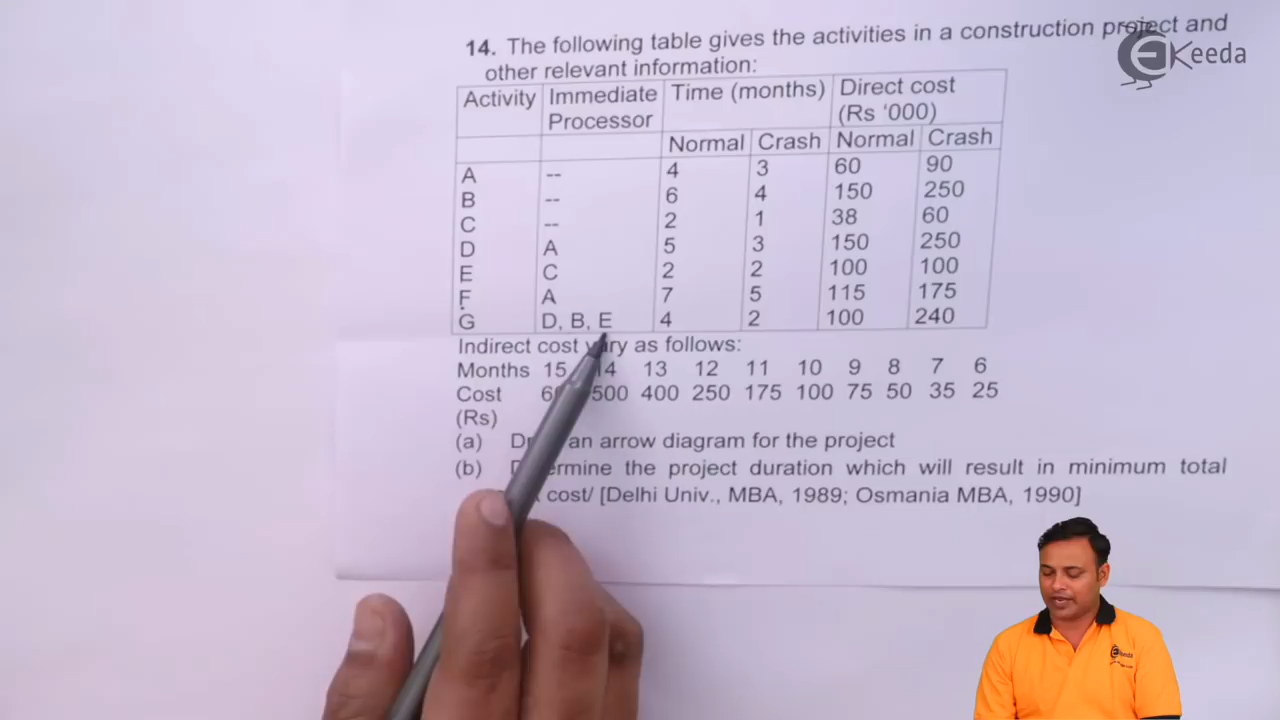 14. The following table gives the activities in a construction project and
other relevant information:
Activity Immediate Processor Time (months) Direct cost (Rs '000)
Normal Crash Normal Crash
A -- 4 3 60 90
B -- 6 4 150 250
C -- 2 1 38 60
D A 5 3 150 250
E C 2 2 100 100
F A 7 5 115 175
G D, B, E 4 2 100 240
Indirect cost vary as follows:
Months 15 14 13 12 11 10 9 8 7 6
Cost 500 400 250 175 100 75 50 35 25
(Rs)
(a) an arrow diagram for the project
(b) Determine the project duration which will result in minimum total
cost/ [Delhi Univ., MBA, 1989; Osmania MBA, 1990]
eKeeda